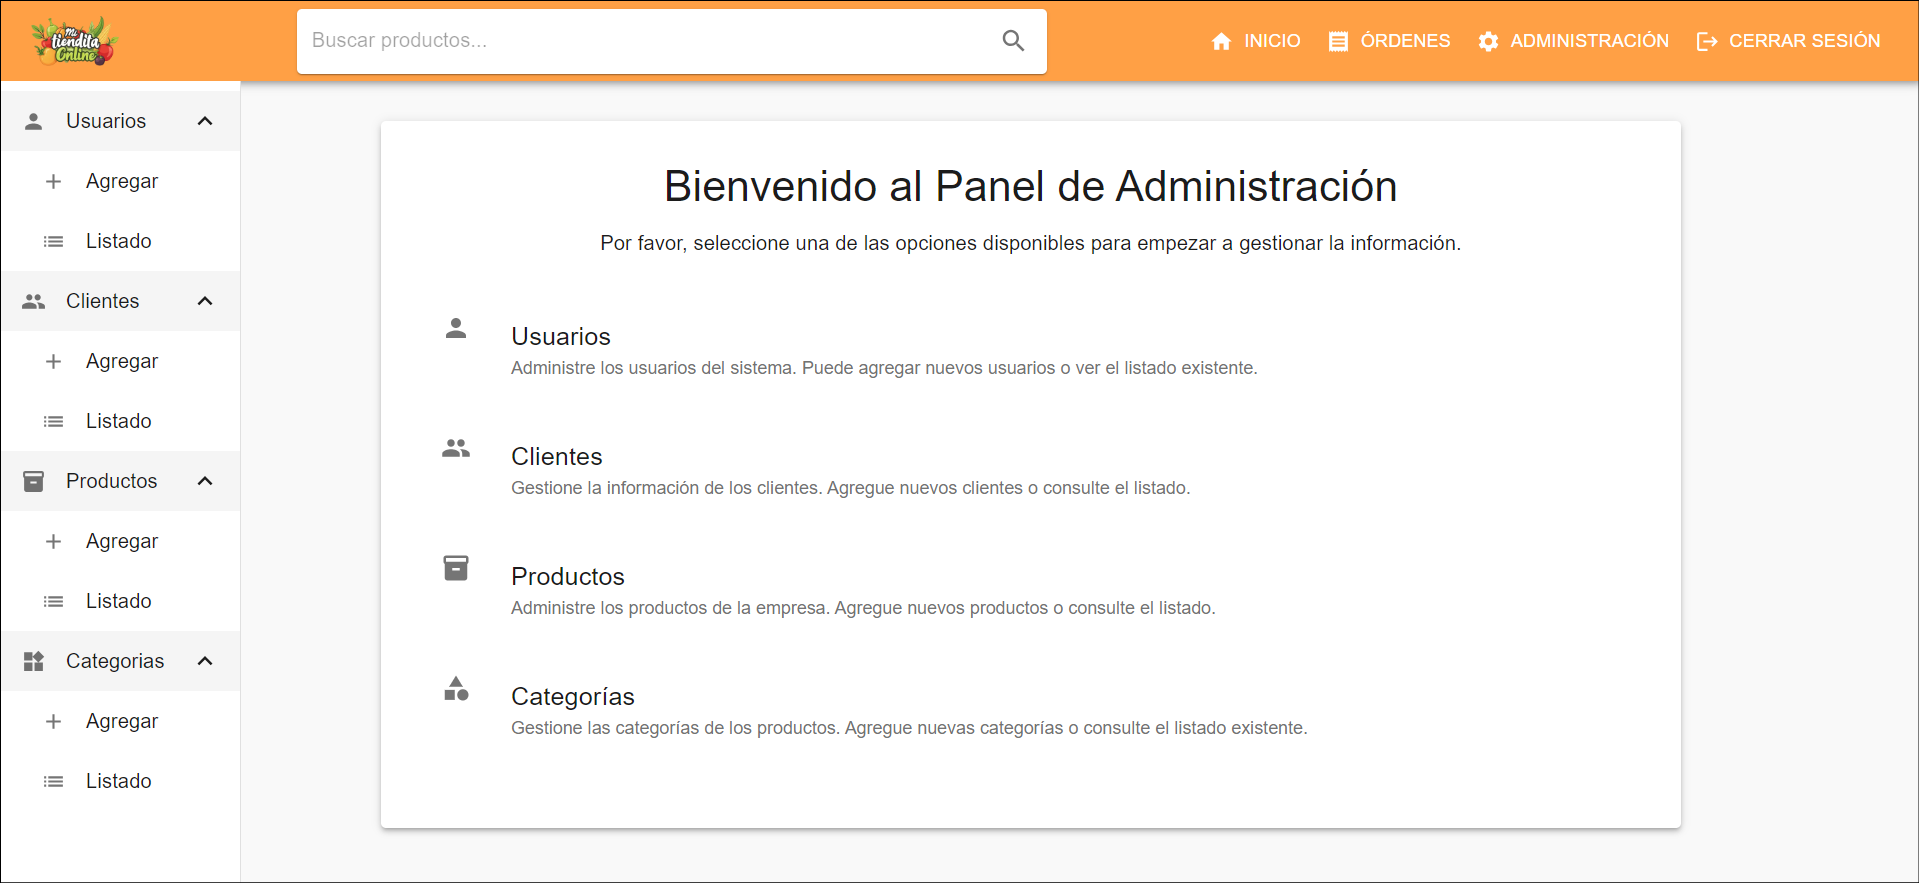 Mi
tiendita
Online
Buscar productos...
INICIO
ÓRDENES
ADMINISTRACIÓN
CERRAR SESIÓN
Usuarios
Agregar
Listado
Clientes
Agregar
Listado
Productos
Agregar
Listado
Categorias
Agregar
Listado
Bienvenido al Panel de Administración
Por favor, seleccione una de las opciones disponibles para empezar a gestionar la información.
Usuarios
Administre los usuarios del sistema. Puede agregar nuevos usuarios o ver el listado existente.
Clientes
Gestione la información de los clientes. Agregue nuevos clientes o consulte el listado.
Productos
Administre los productos de la empresa. Agregue nuevos productos o consulte el listado.
Categorías
Gestione las categorías de los productos. Agregue nuevas categorías o consulte el listado existente.